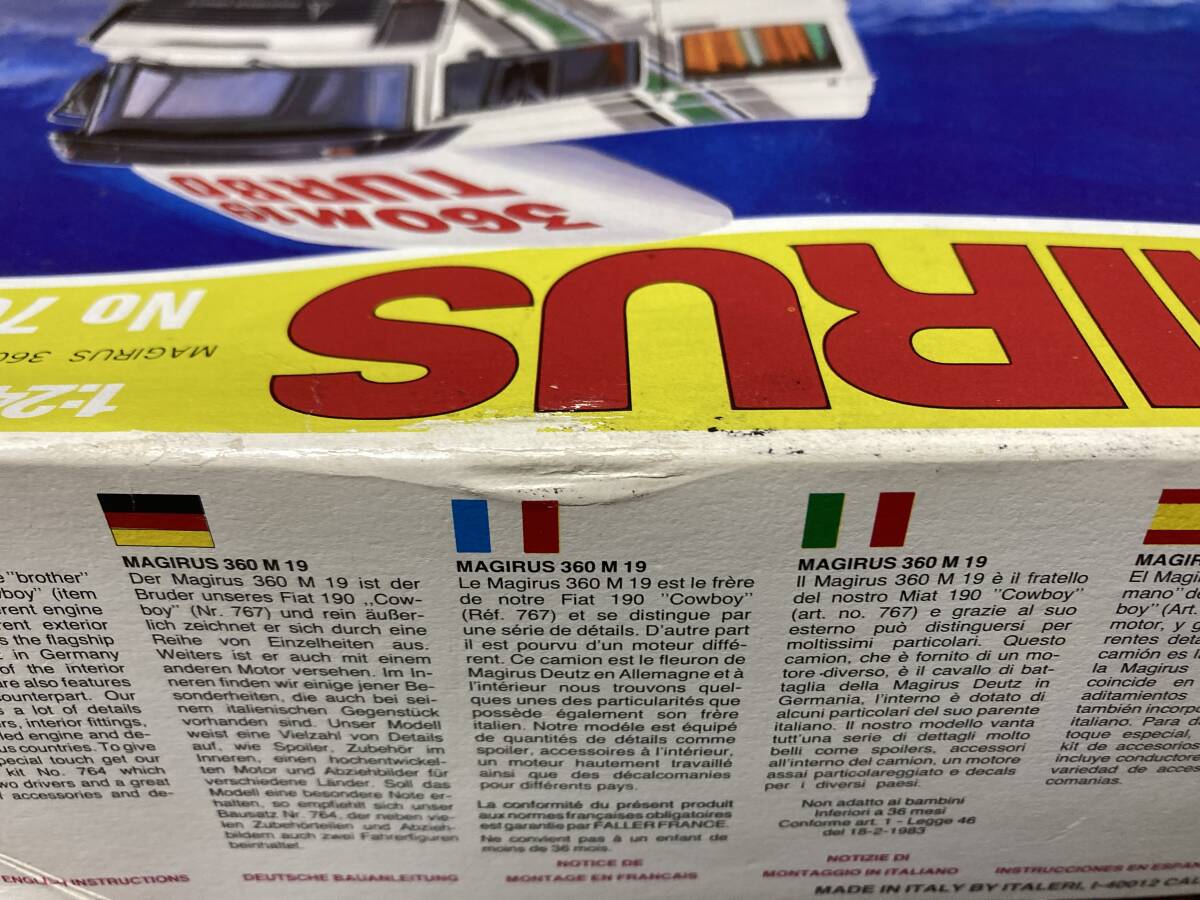 360M19
TURBO
IRUS
No 76
MAGIRUS 360
1:24
e "brother"
boy" (item
erent engine
rent exterior
s the flagship
. in Germany
of the interior
are also features
ounterpart. Our
s a lot of details
rs, interior fittings,
led engine and de-
us countries. To give
pecial touch get our
kit No. 764 which
wo drivers and a great
l accessories and de-
ENGLISH INSTRUCTIONS
MAGIRUS 360 M 19
Der Magirus 360 M 19 ist der
Bruder unseres Fiat 190 „Cow-
boy" (Nr. 767) und rein äußer-
lich zeichnet er sich durch eine
Reihe von Einzelheiten aus.
Weiters ist er auch mit einem
anderen Motor versehen. Im In-
neren finden wir einige jener Be-
sonderheiten, die auch bei sei-
nem italienischen Gegenstück
vorhanden sind. Unser Modell
weist eine Vielzahl von Details
auf, wie Spoiler, Zubehör im
Inneren, einen hochentwickel-
ten Motor und Abziehbilder für
verschiedene Länder. Soll das
Modell eine besondere Note er-
halten, so empfiehlt sich unser
Bausatz Nr. 764, der neben vie-
len Zubehörteilen und Abzieh-
bildern auch zwei Fahrerfiguren
beinhaltet.
DEUTSCHE BAUANLEITUNG
MAGIRUS 360 M 19
Le Magirus 360 M 19 est le frère
de notre Fiat 190 "Cowboy"
(Réf. 767) et se distingue par
une série de détails. D'autre part
il est pourvu d'un moteur diffé-
rent. Ce camion est le fleuron de
Magirus Deutz en Allemagne et à
l'intérieur nous trouvons quel-
ques unes des particularités que
possède également son frère
italien. Notre modèle est équipé
de quantités de détails comme
spoiler, accessoires à l'intérieur,
un moteur hautement travaillé
ainsi que des décalcomanies
pour différents pays.
La conformité du présent produit
aux normes françaises obligatoires
est garantie par FALLER FRANCE.
Ne convient pas à un enfant de
moins de 36 mois.
NOTICE DE
MONTAGE EN FRANCAIS
MAGIRUS 360 M 19
Il Magirus 360 M 19 è il fratello
del nostro Miat 190 "Cowboy"
(art. no. 767) e grazie al suo
esterno può distinguersi per
moltissimi particolari. Questo
camion, che è fornito di un mo-
tore diverso, è il cavallo di bat-
taglia della Magirus Deutz in
Germania, l'interno è dotato di
alcuni particolari del suo parente
italiano. Il nostro modello vanta
tutt'una serie di dettagli molto
belli come spoilers, accessori
all'interno del camion, un motore
assai particolareggiato e decals
per i diversi paesi.
Non adatto ai bambini
Inferiori a 36 mesi
Conforme art. 1 - Legge 46
del 18-2-1983
NOTIZIE DI
MONTAGGIO IN ITALIANO
MAGIR
El Magi
mano" de
boy" (Art.
motor, y g
rentes deta
camión es la
la Magirus
coincide en
aditamientos
también incorpo
italiano. Para d
toque especial,
kit de accesorios
incluye conductore
variedad de acces
comanias.
INSTRUCCIONES EN ESPAN
MADE IN ITALY BY ITALERI, I-40012 CAL